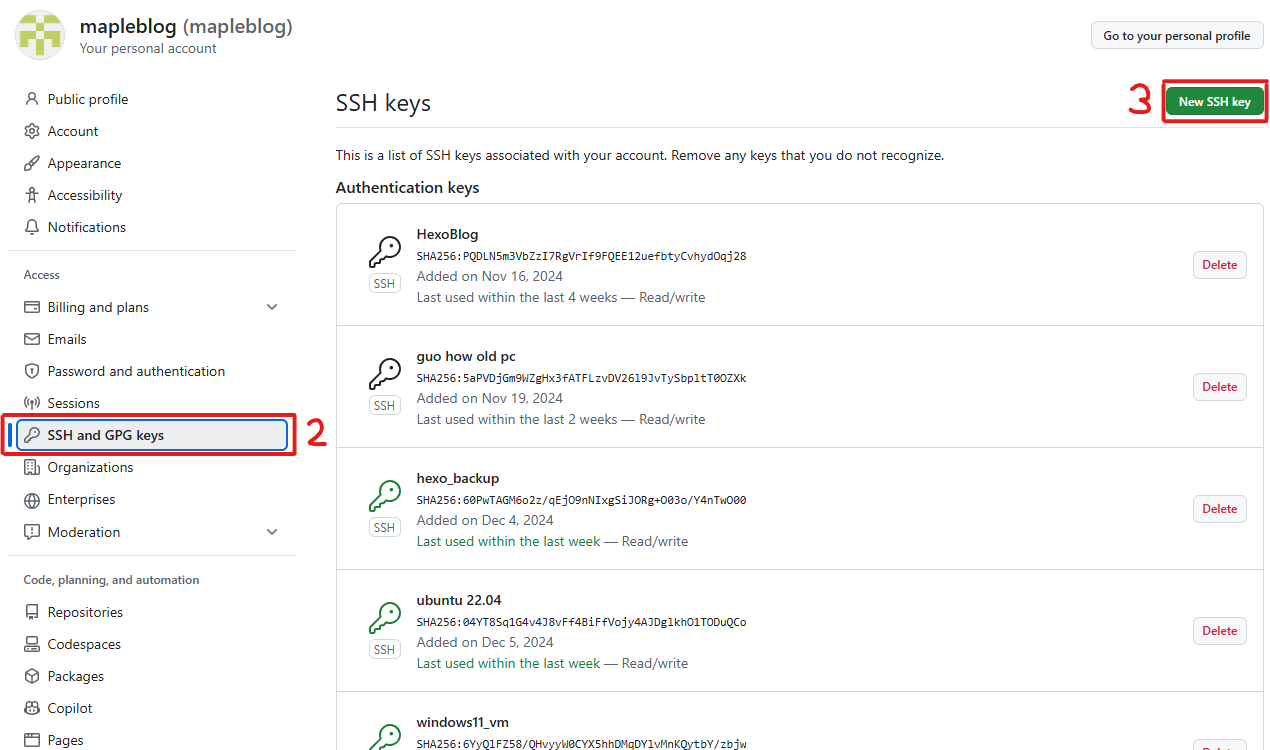 mapleblog (mapleblog)
Your personal account
Go to your personal profile
Public profile
Account
Appearance
Accessibility
Notifications
Access
Billing and plans
Emails
Password and authentication
Sessions
SSH and GPG keys
2
Organizations
Enterprises
Moderation
Code, planning, and automation
Repositories
Codespaces
Packages
Copilot
Pages
SSH keys
3
New SSH key
This is a list of SSH keys associated with your account. Remove any keys that you do not recognize.
Authentication keys
HexoBlog
SHA256:PQDLN5m3VbZzI7RgVrIf9FQEE12uefbtyCvhydOqj28
Added on Nov 16, 2024
Last used within the last 4 weeks — Read/write
SSH
Delete
guo how old pc
SHA256:5aPVDjGm9WZgHx3fATFLzvDV26l9JvTySbpltT0OZXk
Added on Nov 19, 2024
Last used within the last 2 weeks — Read/write
SSH
Delete
hexo_backup
SHA256:60PwTAGM6o2z/qEjO9nNIxgSiJORg+O03o/Y4nTwO00
Added on Dec 4, 2024
Last used within the last week — Read/write
SSH
Delete
ubuntu 22.04
SHA256:04YT8Sq1G4v4J8vFf4BiFfVojy4AJDglkhO1TODuQCo
Added on Dec 5, 2024
Last used within the last week — Read/write
SSH
Delete
windows11_vm
SHA256:6YyQlFZ58/QHvyyW0CYX5hhDMqDYlvMnKQytbY/zbjw
Delete